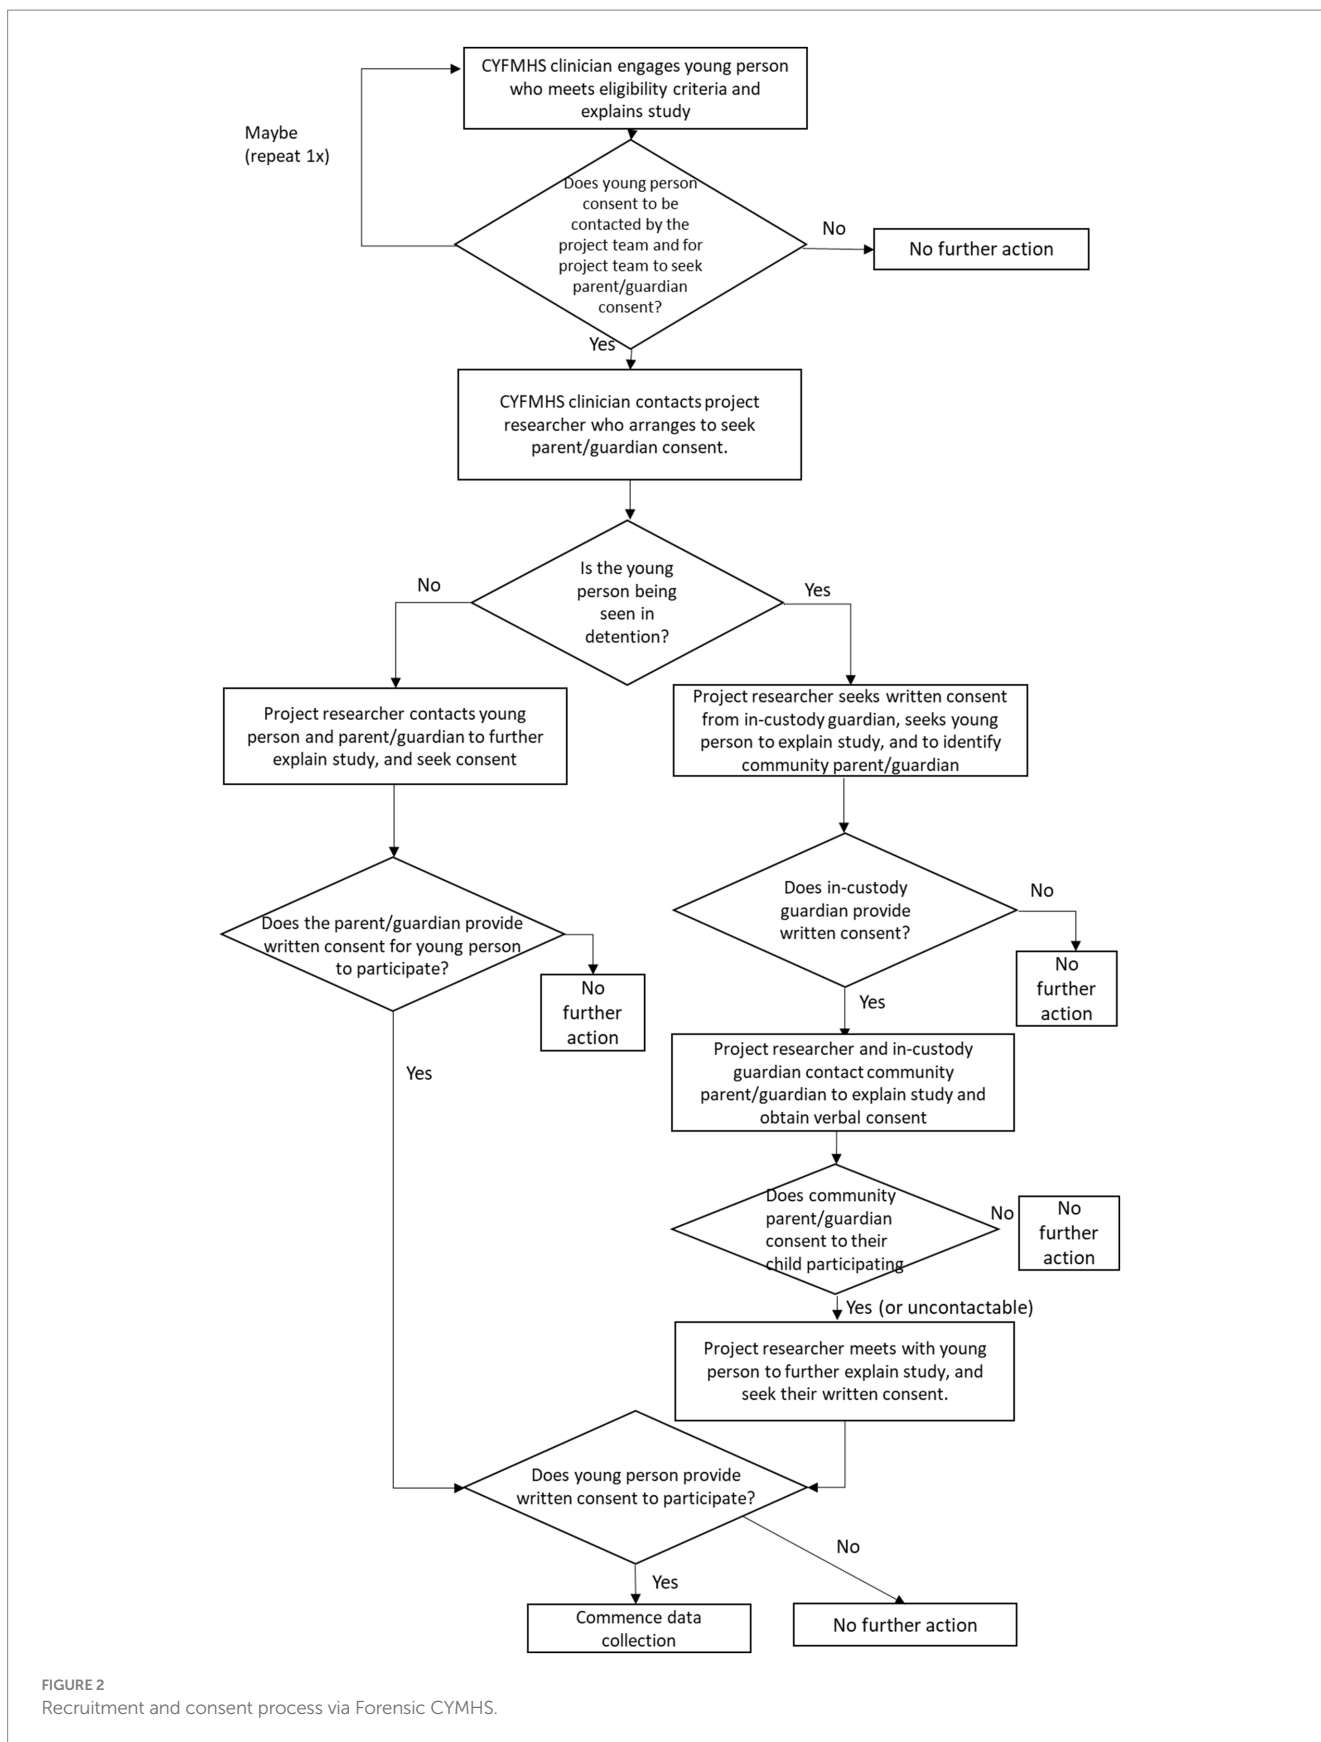 CYFMHS clinician engages young person
who meets eligibility criteria and
explains study
Maybe
(repeat 1x)
Does young person
consent to be
contacted by the
project team and for
project team to seek
parent/guardian
consent?
No
No further action
Yes
CYFMHS clinician contacts project
researcher who arranges to seek
parent/guardian consent.
Is the young
person being
seen in
detention?
No
Yes
Project researcher contacts young
person and parent/guardian to further
explain study, and seek consent
Project researcher seeks written consent
from in-custody guardian, seeks young
person to explain study, and to identify
community parent/guardian
Does the parent/guardian provide
written consent for young person
to participate?
No
further
action
Yes
Does in-custody
guardian provide
written consent?
No
No
further
action
Yes
Project researcher and in-custody
guardian contact community
parent/guardian to explain study and
obtain verbal consent
Does community
parent/guardian
consent to their
child participating
No
No
further
action
Yes (or uncontactable)
Project researcher meets with young
person to further explain study, and
seek their written consent.
Does young person provide
written consent to participate?
No
Yes
Commence data
collection
No further action
FIGURE 2
Recruitment and consent process via Forensic CYMHS.